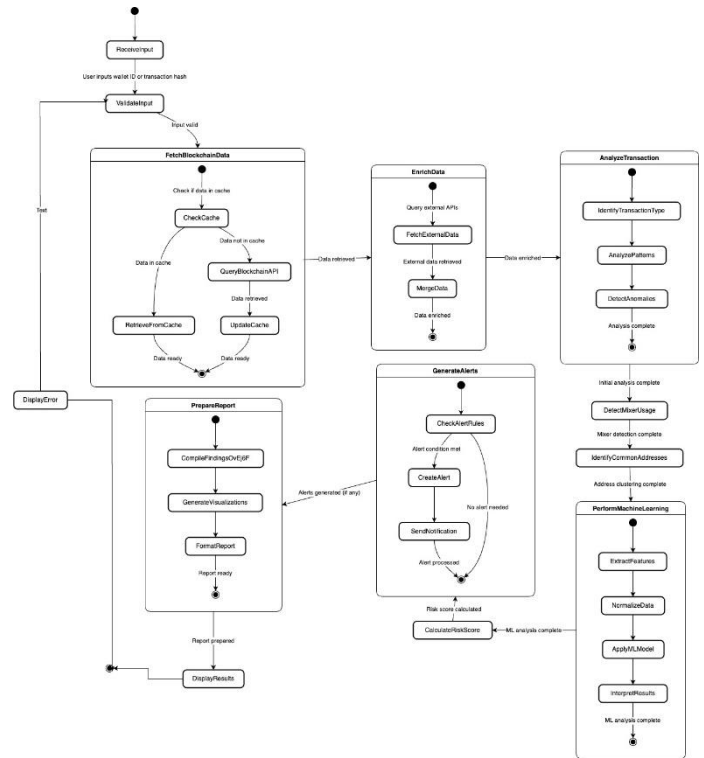 ReceiveInput
User inputs wallet ID or transaction hash
ValidateInput
Input valid
Text
FetchBlockchainData
Check if data in cache
CheckCache
Data not in cache
Data in cache
QueryBlockchainAPI
Data retrieved
RetrieveFromCache
UpdateCache
Data ready
Data ready
Data retrieved
EnrichData
Query external APIs
FetchExternalData
External data retrieved
MergeData
Data enriched
Data enriched
AnalyzeTransaction
IdentifyTransactionType
AnalyzePatterns
DetectAnomalies
Analysis complete
Initial analysis complete
DetectMixerUsage
Mixer detection complete
IdentifyCommonAddresses
Address clustering complete
PerformMachineLearning
ExtractFeatures
NormalizeData
ApplyMLModel
InterpretResults
ML analysis complete
ML analysis complete
CalculateRiskScore
Risk score calculated
GenerateAlerts
CheckAlertRules
Alert condition met
CreateAlert
No alert needed
SendNotification
Alert processed
Alerts generated (if any)
PrepareReport
CompileFindingsOvEj6F
GenerateVisualizations
FormatReport
Report ready
Report prepared
DisplayResults
DisplayError